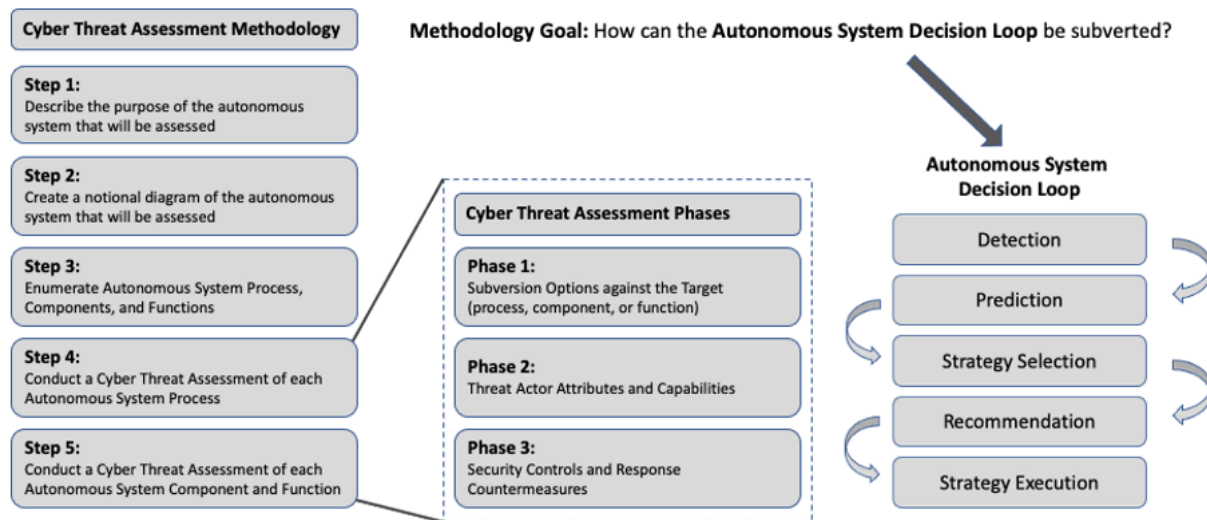 Cyber Threat Assessment Methodology
Step 1:
Describe the purpose of the autonomous
system that will be assessed
Step 2:
Create a notional diagram of the autonomous
system that will be assessed
Step 3:
Enumerate Autonomous System Process,
Components, and Functions
Step 4:
Conduct a Cyber Threat Assessment of each
Autonomous System Process
Step 5:
Conduct a Cyber Threat Assessment of each
Autonomous System Component and Function
Methodology Goal: How can the Autonomous System Decision Loop be subverted?
Cyber Threat Assessment Phases
Phase 1:
Subversion Options against the Target
(process, component, or function)
Phase 2:
Threat Actor Attributes and Capabilities
Phase 3:
Security Controls and Response
Countermeasures
Autonomous System
Decision Loop
Detection
Prediction
Strategy Selection
Recommendation
Strategy Execution